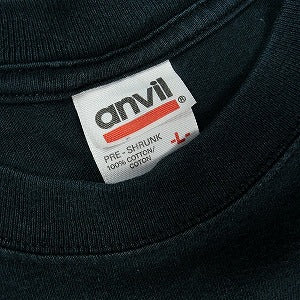 anvil®
PRE-SHRUNK
100% COTTON/
COTON
-L-